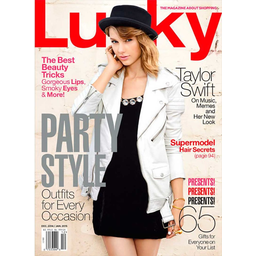 THE MAGAZINE ABOUT SHOPPING
Lucky
The Best
Beauty
Tricks
Gorgeous Lips,
Smoky Eyes
& More!
Taylor
Swift
On Music,
Memes
and Her
New Look
PARTY
STYLE
Outfits
for Every
Occasion
Supermodel
Hair Secrets
(page 94)
PRESENTS!
PRESENTS!
PRESENTS!
65
Gifts for
Everyone on
Your List